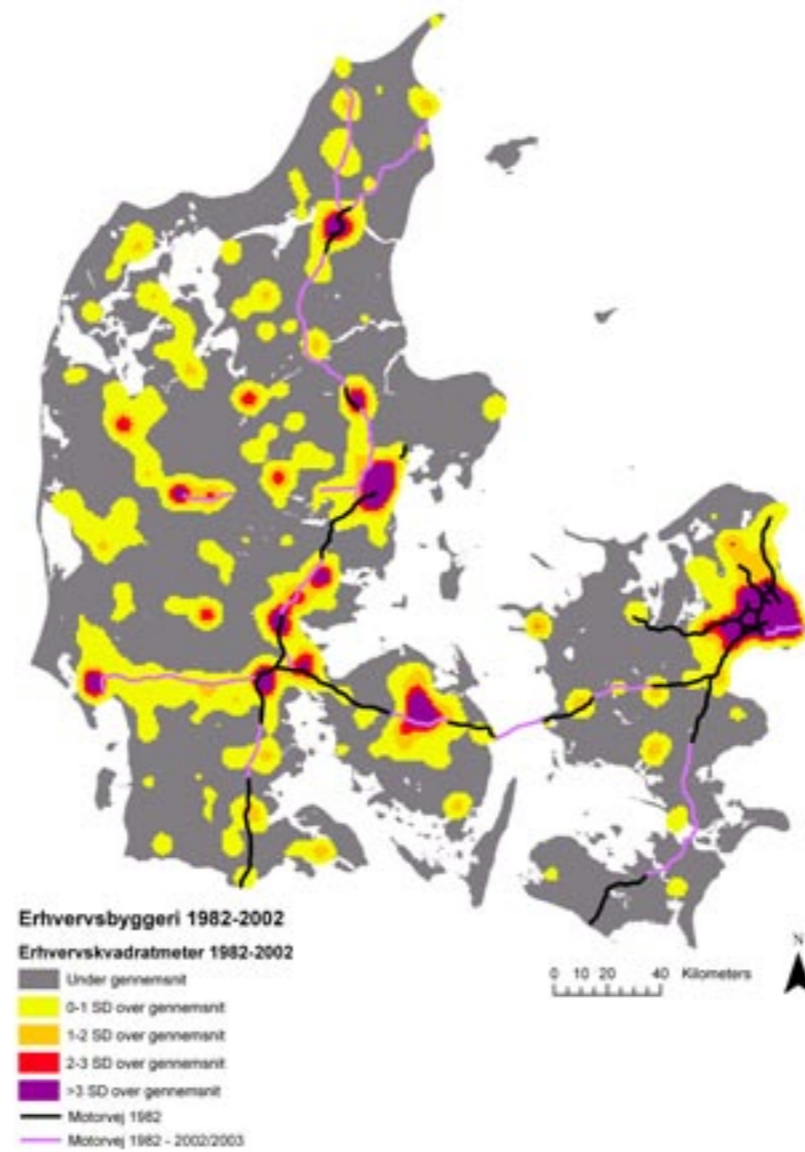 Erhvervsbyggeri 1982-2002
Erhvervskvadratmeter 1982-2002
Under gennemsnit
0-1 SD over gennemsnit
1-2 SD over gennemsnit
2-3 SD over gennemsnit
>3 SD over gennemsnit
Motorvej 1982
Motorvej 1982 - 2002/2003
0 10 20 40 Kilometers
N